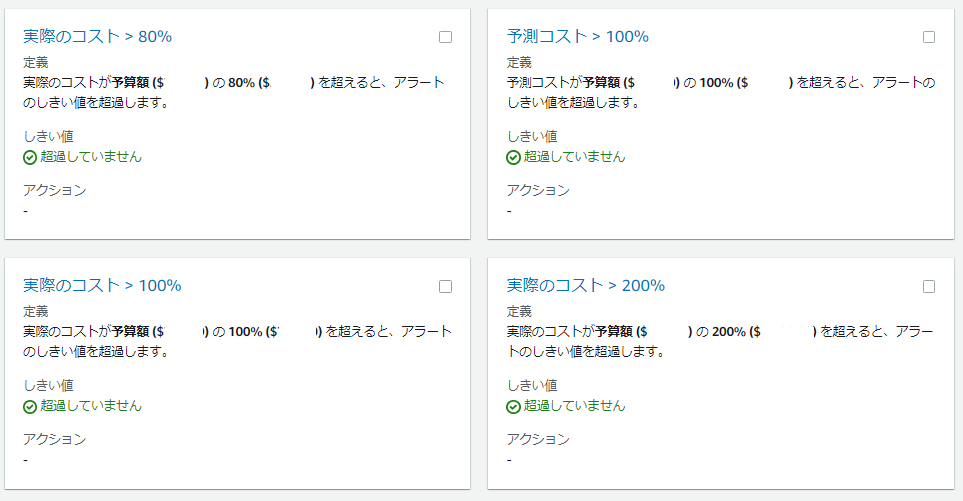 実際のコスト > 80%
定義
実際のコストが予算額 ($ ) の 80% ($ ) を超えると、アラート
のしきい値を超過します。
しきい値
超過していません
アクション
-
予測コスト > 100%
定義
予測コストが予算額 ($ ) の 100% ($ ) を超えると、アラートの
しきい値を超過します。
しきい値
超過していません
アクション
-
実際のコスト > 100%
定義
実際のコストが予算額 ($ ) の 100% ($ ) を超えると、アラート
のしきい値を超過します。
しきい値
超過していません
アクション
-
実際のコスト > 200%
定義
実際のコストが予算額 ($ ) の 200% ($ ) を超えると、アラー
トのしきい値を超過します。
しきい値
超過していません
アクション
-